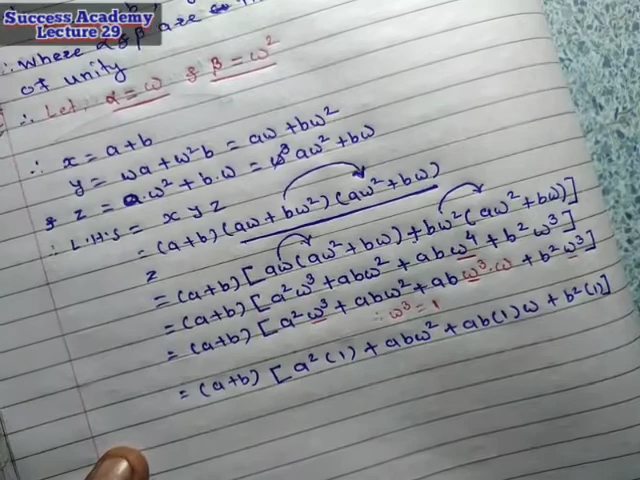 Success Academy
Lecture 29
∴ where α & β are
of unity
∴ Let, α = ω & β = ω²
∴ x = a+b
y = ωa + ω²b = aω + bω²
& z = a.ω² + b.ω = aω² + bω
∴ L.H.S = x y z
= (a+b) (aω + bω²) (aω² + bω)
= (a+b) [aω(aω² + bω) + bω²(aω² + bω)]
= (a+b) [a²ω³ + abω² + abω⁴ + b²ω³]
= (a+b) [a²ω³ + abω² + abω³.ω + b²ω³]
∴ ω³ = 1
= (a+b) [a²(1) + abω² + ab(1)ω + b²(1)]